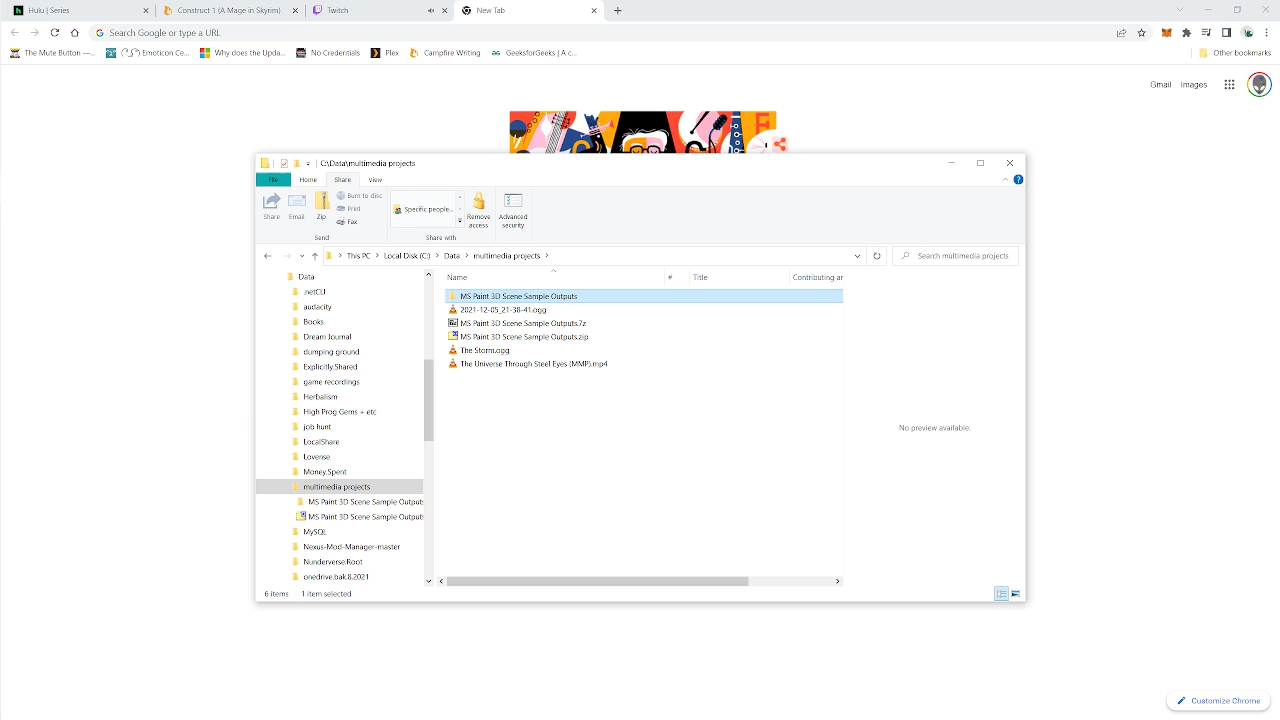 Hulu | Series
Construct 1 (A Mage in Skyrim)
Twitch
New Tab
Search Google or type a URL
The Mute Button —...
Emoticon Ce...
Why does the Upda...
No Credentials
Plex
Campfire Writing
GeeksforGeeks | A c...
Other bookmarks
Gmail
Images
C:\Data\multimedia projects
File
Home
Share
View
Share
Email
Zip
Burn to disc
Print
Fax
Send
Specific people...
Remove access
Share with
Advanced security
This PC
Local Disk (C:)
Data
multimedia projects
Search multimedia projects
Data
.netCLI
audacity
Books
Dream Journal
dumping ground
Explicitly.Shared
game recordings
Herbalism
High Prog Gems + etc
job hunt
LocalShare
Lovense
Money.Spent
multimedia projects
MS Paint 3D Scene Sample Outputs
MS Paint 3D Scene Sample Outputs
MySQL
Nexus-Mod-Manager-master
Nunderverse.Root
onedrive.bak.8.2021
Name
#
Title
Contributing ar
MS Paint 3D Scene Sample Outputs
2021-12-05_21-38-41.ogg
MS Paint 3D Scene Sample Outputs.7z
MS Paint 3D Scene Sample Outputs.zip
The Storm.ogg
The Universe Through Steel Eyes (MMP).mp4
No preview available.
6 items
1 item selected
Customize Chrome